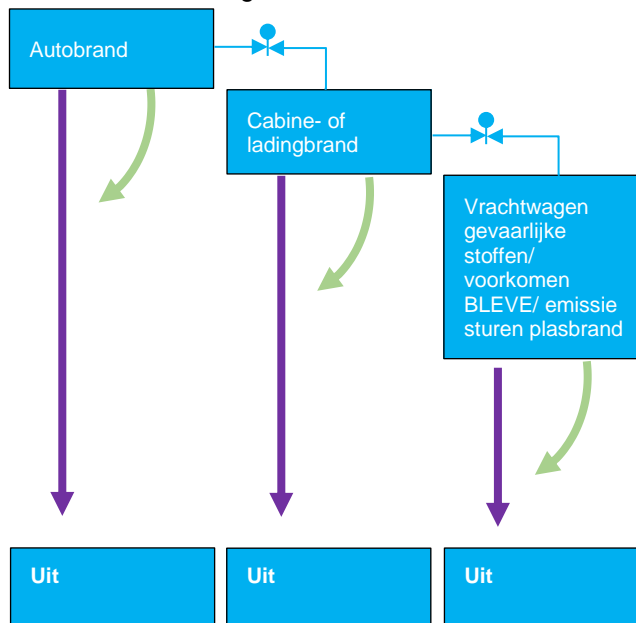 Autobrand
Cabine- of
ladingbrand
Vrachtwagen
gevaarlijke
stoffen/
voorkomen
BLEVE/ emissie
sturen plasbrand
Uit
Uit
Uit